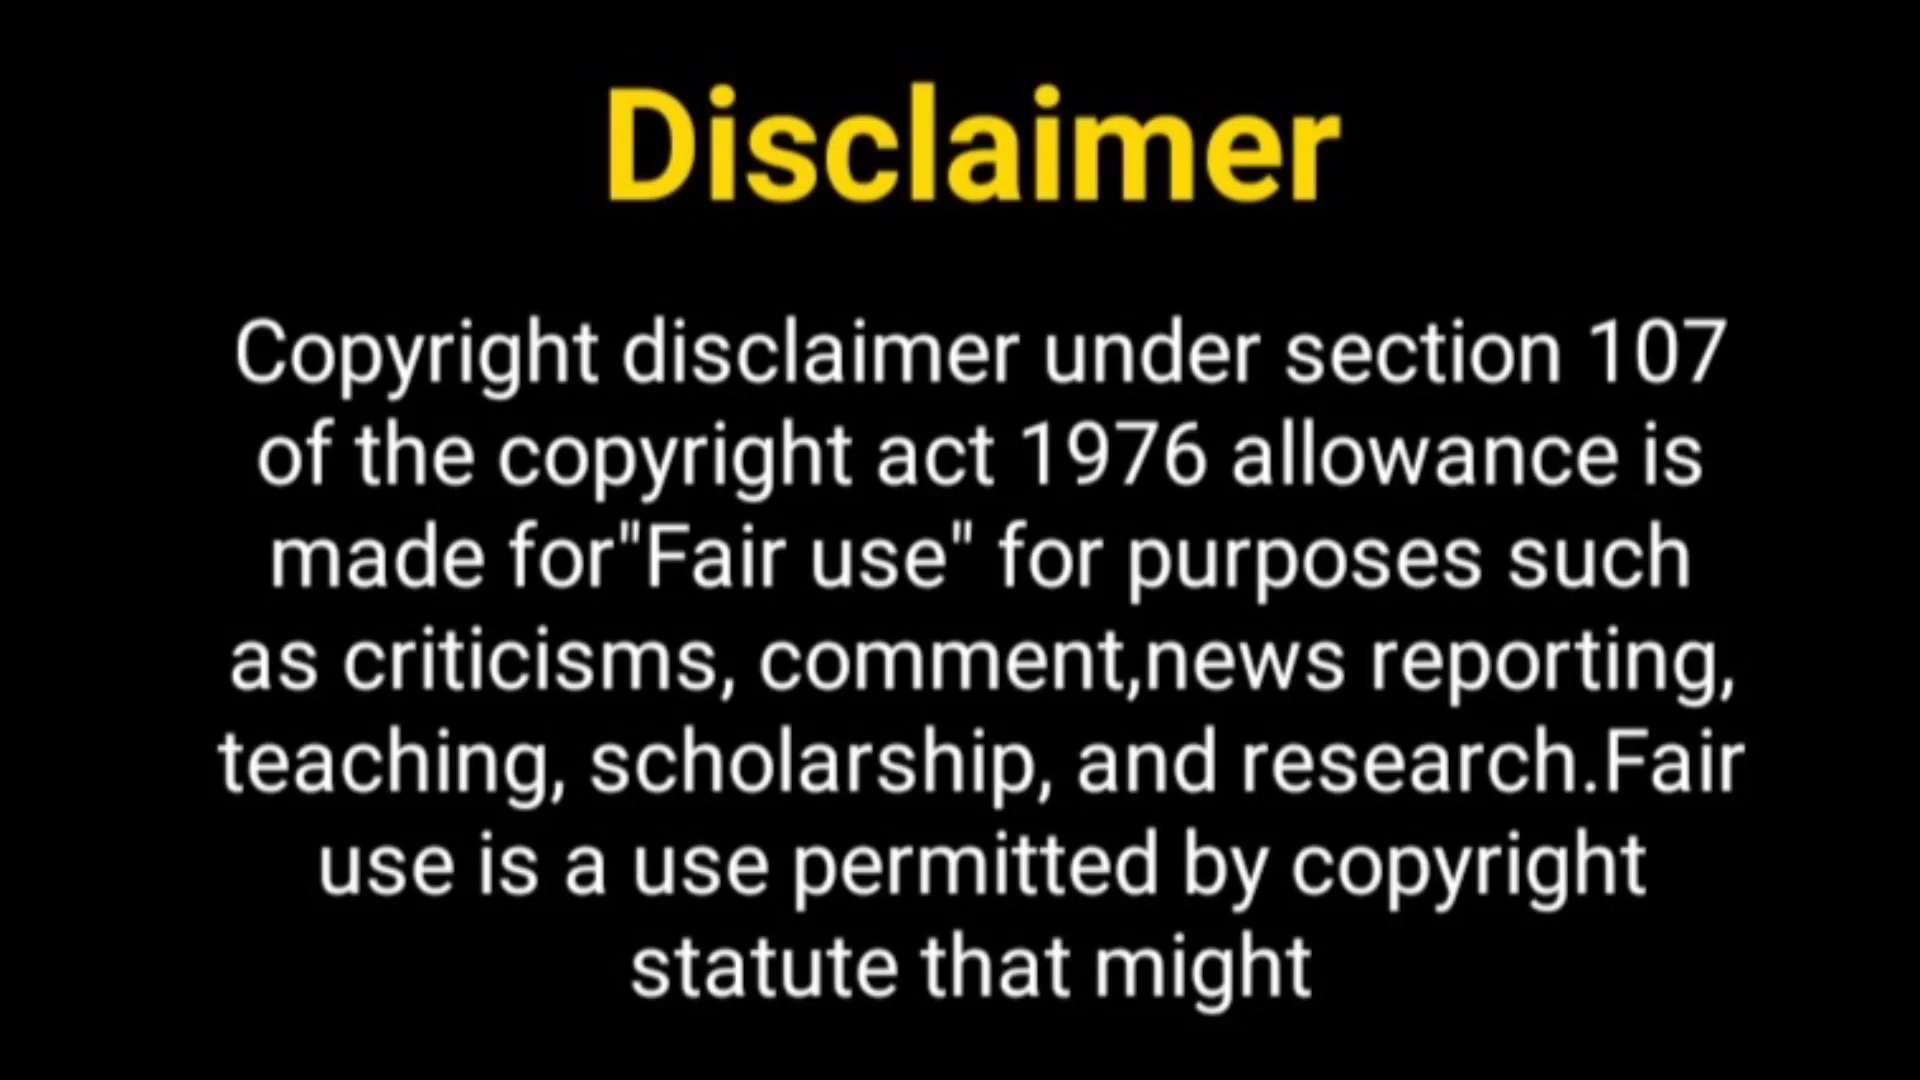 Disclaimer
Copyright disclaimer under section 107
of the copyright act 1976 allowance is
made for"Fair use" for purposes such
as criticisms, comment,news reporting,
teaching, scholarship, and research.Fair
use is a use permitted by copyright
statute that might